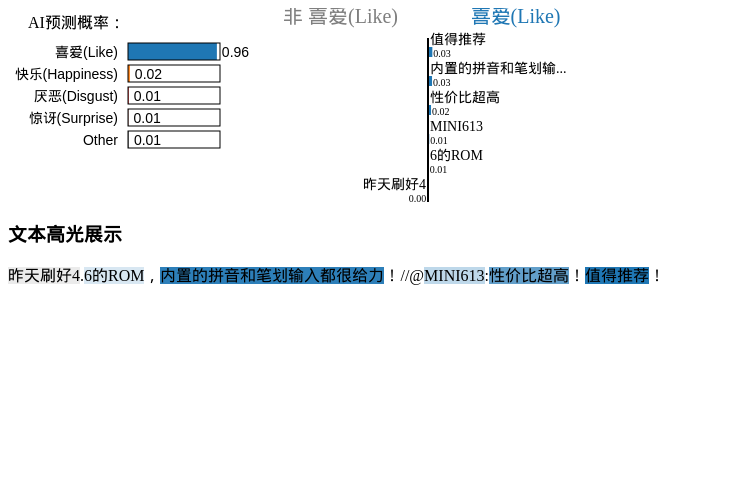 AI预测概率：
喜爱(Like) 0.96
快乐(Happiness) 0.02
厌恶(Disgust) 0.01
惊讶(Surprise) 0.01
Other 0.01
非 喜爱(Like) 喜爱(Like)
值得推荐
0.03
内置的拼音和笔划输...
0.03
性价比超高
0.02
MINI613
0.01
6的ROM
0.01
昨天刷好4
0.00
文本高光展示
昨天刷好4.6的ROM，内置的拼音和笔划输入都很给力！//@MINI613:性价比超高！值得推荐！